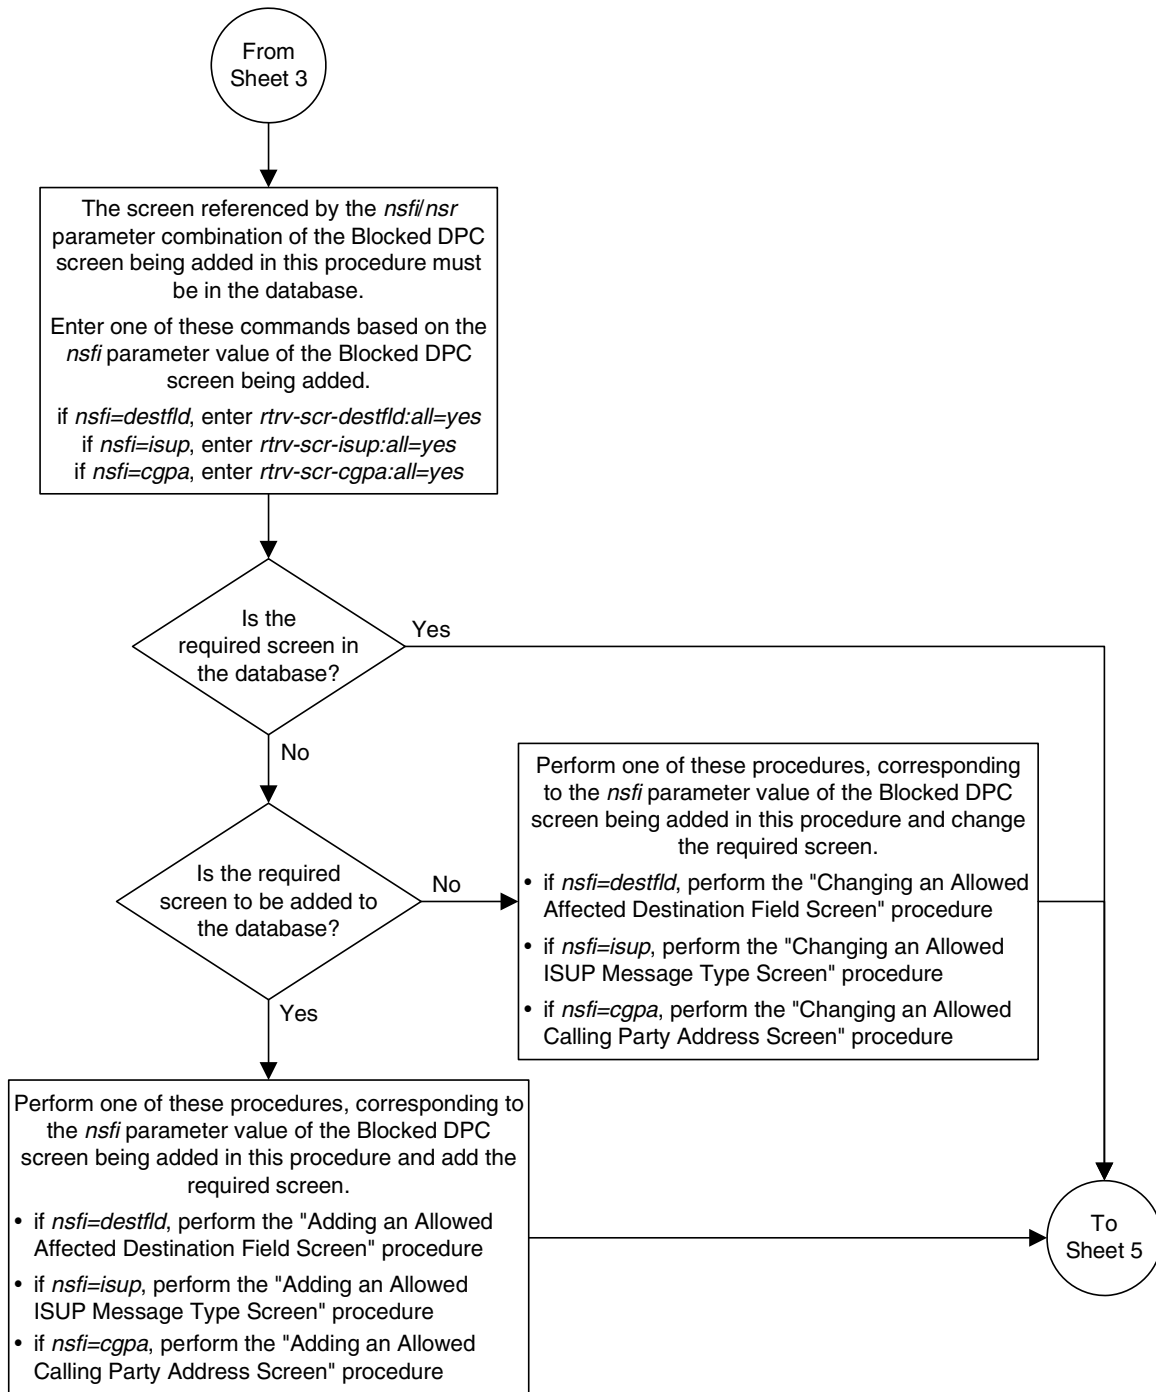 From
Sheet 3
The screen referenced by the nsfi/nsr
parameter combination of the Blocked DPC
screen being added in this procedure must
be in the database.
Enter one of these commands based on the
nsfi parameter value of the Blocked DPC
screen being added.
if nsfi=destfld, enter rtrv-scr-destfld:all=yes
if nsfi=isup, enter rtrv-scr-isup:all=yes
if nsfi=cgpa, enter rtrv-scr-cgpa:all=yes
Is the
required screen in
the database?
Yes
No
Perform one of these procedures, corresponding
to the nsfi parameter value of the Blocked DPC
screen being added in this procedure and change
the required screen.
• if nsfi=destfld, perform the "Changing an Allowed
Affected Destination Field Screen" procedure
• if nsfi=isup, perform the "Changing an Allowed
ISUP Message Type Screen" procedure
• if nsfi=cgpa, perform the "Changing an Allowed
Calling Party Address Screen" procedure
Is the required
screen to be added to
the database?
No
Yes
Perform one of these procedures, corresponding to
the nsfi parameter value of the Blocked DPC
screen being added in this procedure and add the
required screen.
• if nsfi=destfld, perform the "Adding an Allowed
Affected Destination Field Screen" procedure
• if nsfi=isup, perform the "Adding an Allowed
ISUP Message Type Screen" procedure
• if nsfi=cgpa, perform the "Adding an Allowed
Calling Party Address Screen" procedure
To
Sheet 5